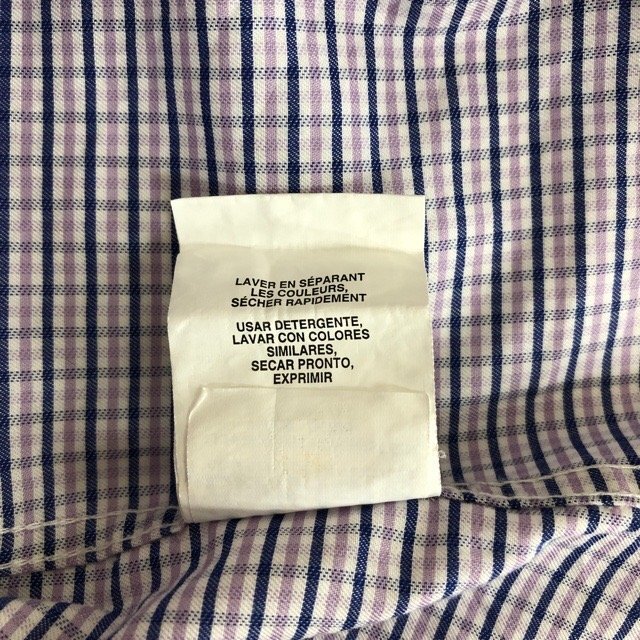 LAVER EN SÉPARANT
LES COULEURS,
SÉCHER RAPIDEMENT
USAR DETERGENTE,
LAVAR CON COLORES
SIMILARES,
SECAR PRONTO,
EXPRIMIR